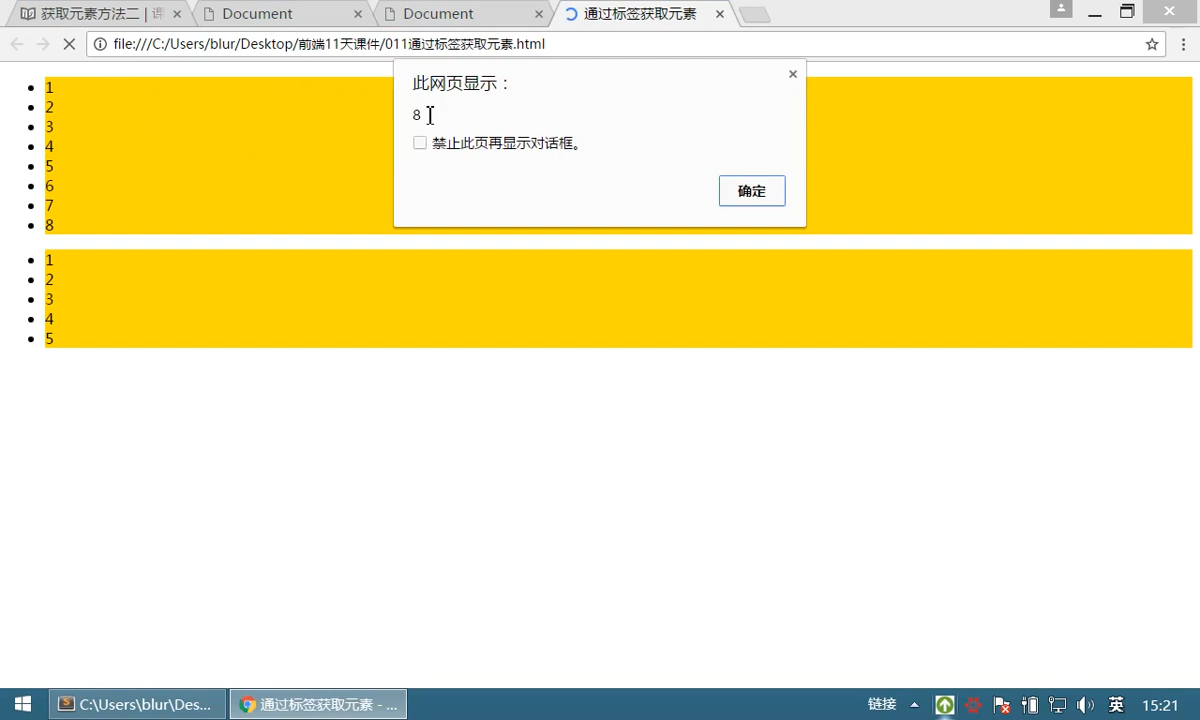 获取元素方法二 | 课
Document
Document
通过标签获取元素
file:///C:/Users/blur/Desktop/前端11天课件/011通过标签获取元素.html
此网页显示：
8
禁止此页再显示对话框。
确定
1
2
3
4
5
6
7
8
1
2
3
4
5
C:\Users\blur\Des...
通过标签获取元素 - ...
链接
英
15:21